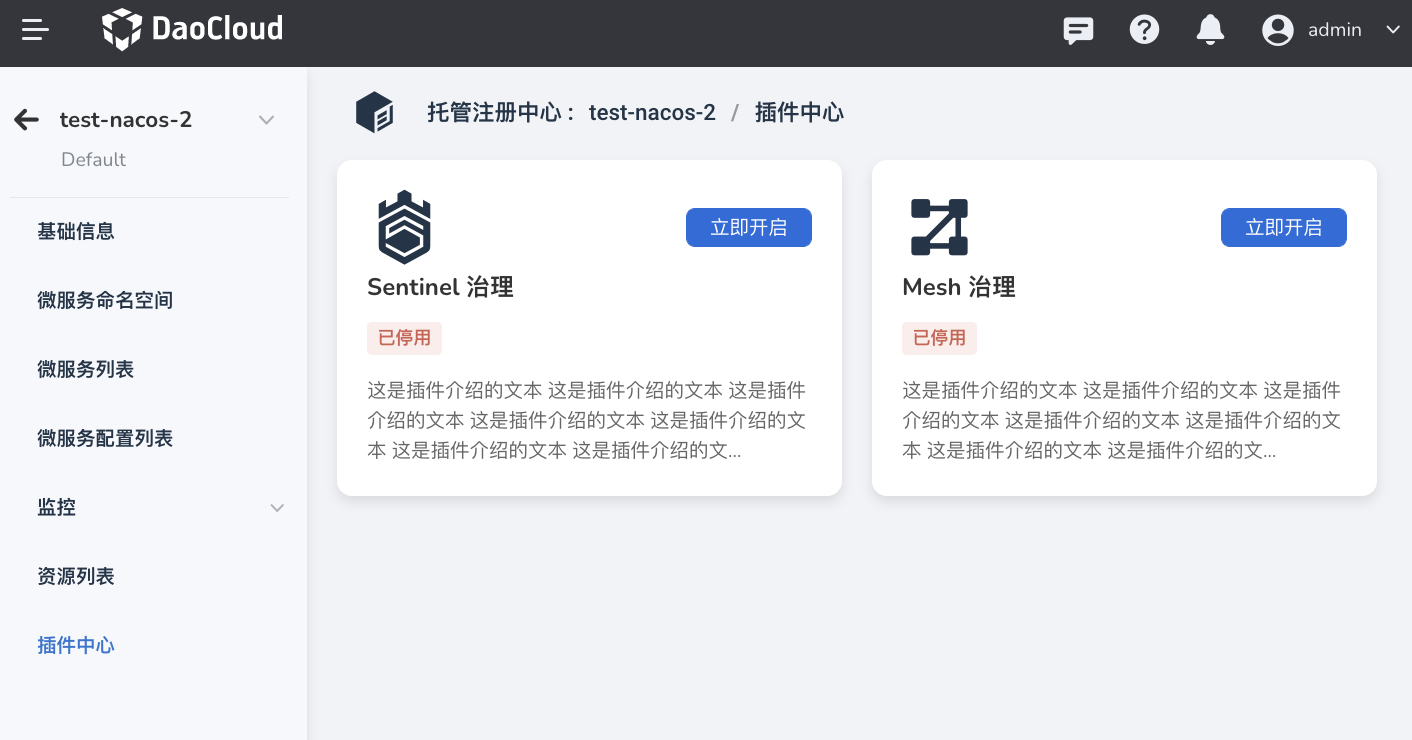 DaoCloud
admin
test-nacos-2
Default
基础信息
微服务命名空间
微服务列表
微服务配置列表
监控
资源列表
插件中心
托管注册中心： test-nacos-2 / 插件中心
立即开启
Sentinel 治理
已停用
这是插件介绍的文本 这是插件介绍的文本 这是插件
介绍的文本 这是插件介绍的文本 这是插件介绍的文
本 这是插件介绍的文本 这是插件介绍的文...
立即开启
Mesh 治理
已停用
这是插件介绍的文本 这是插件介绍的文本 这是插件
介绍的文本 这是插件介绍的文本 这是插件介绍的文
本 这是插件介绍的文本 这是插件介绍的文...